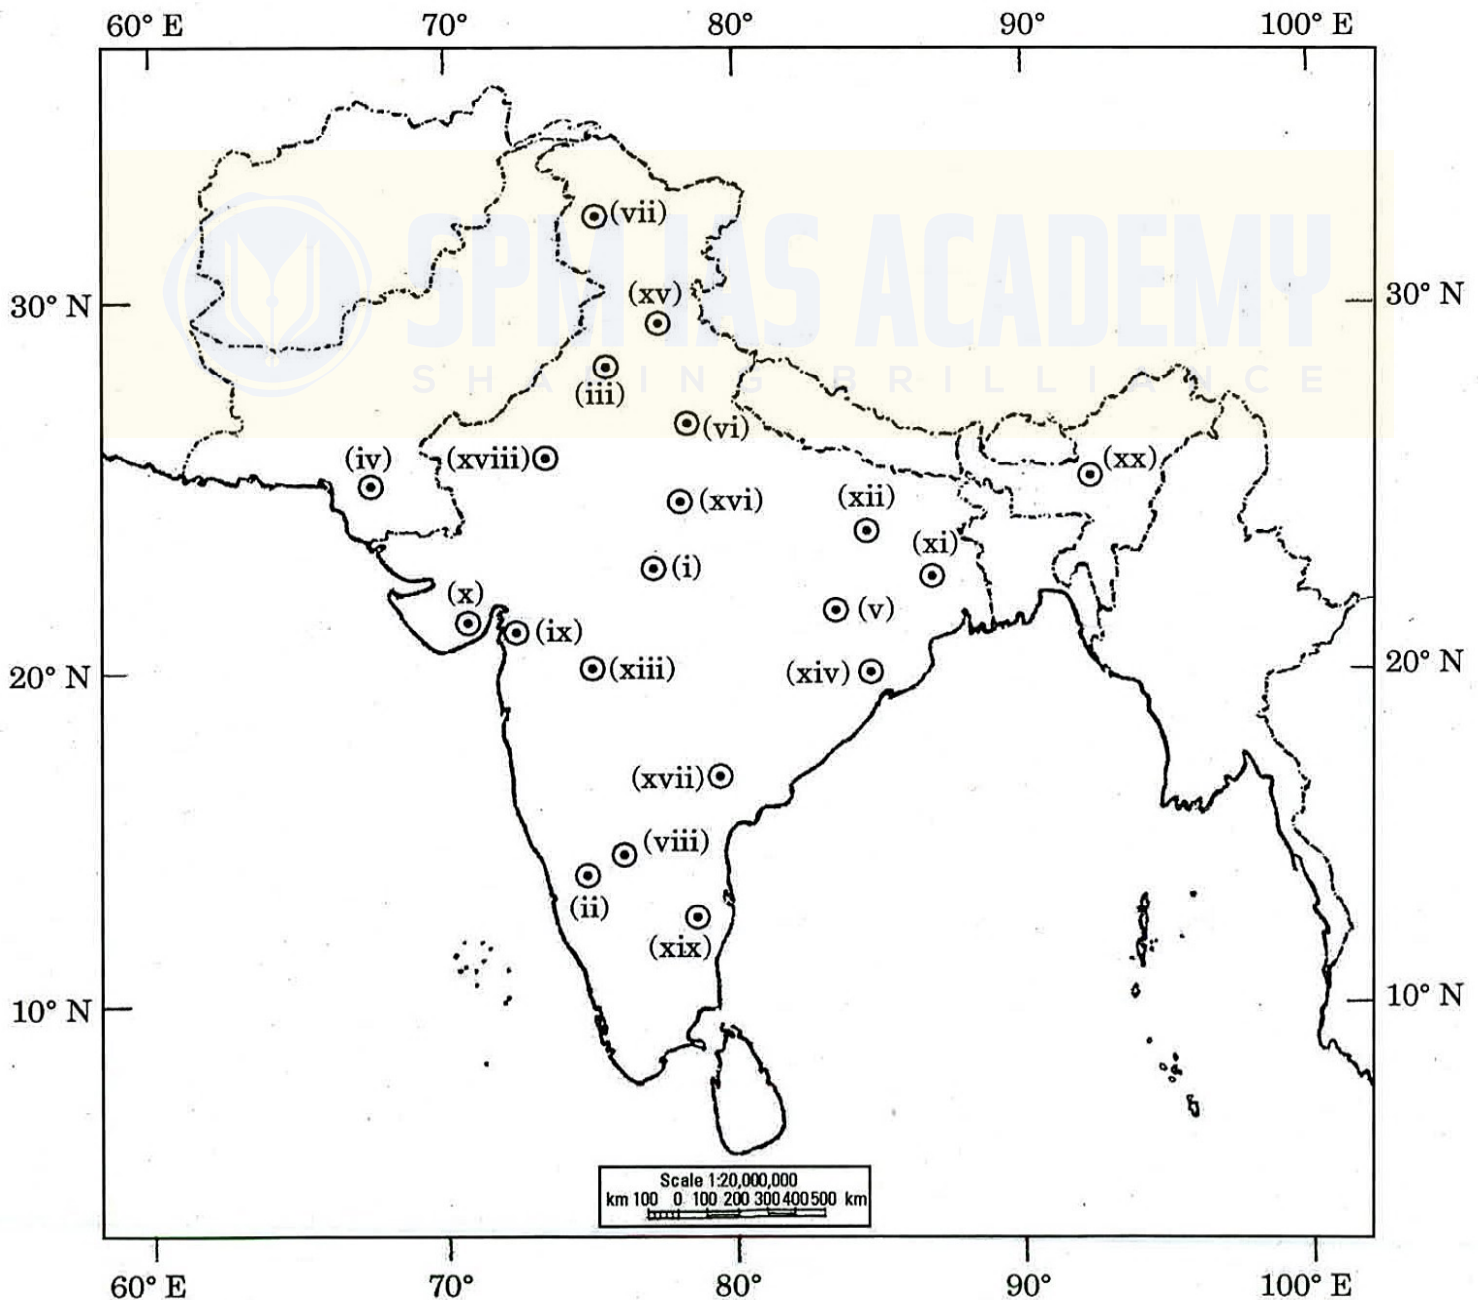 60° E 70° 80° 90° 100° E
(vii)
SPM IAS ACADEMY
30° N (xv) 30° N
SHARING BRILLIANCE
(iii)
(vi)
(iv) (xviii) (xx)
(xvi) (xii)
(xi)
(i)
(x) (v)
(ix)
20° N (xiii) (xiv) 20° N
(xvii)
(viii)
(ii)
(xix)
10° N 10° N
Scale 1:20,000,000
km 100 0 100 200 300 400 500 km
60° E 70° 80° 90° 100° E